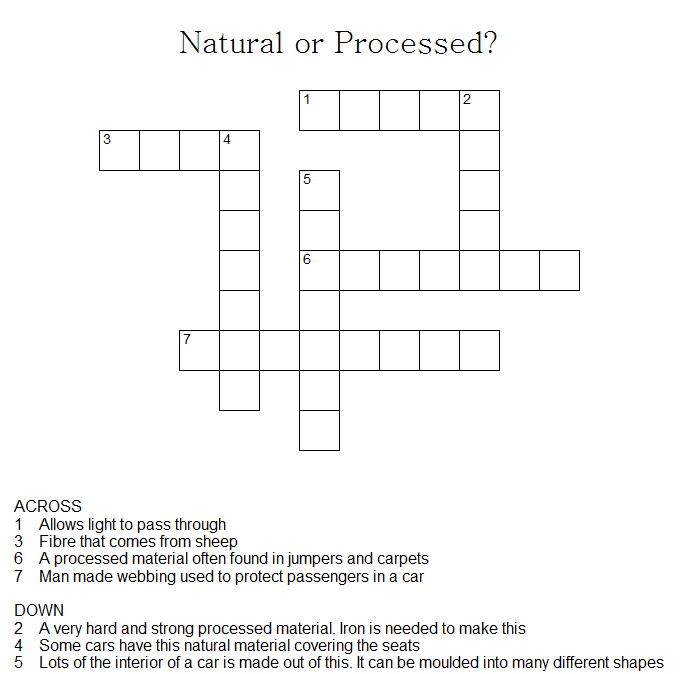 Natural or Processed?
1 2
3 4
5
6
7
ACROSS
1 Allows light to pass through
3 Fibre that comes from sheep
6 A processed material often found in jumpers and carpets
7 Man made webbing used to protect passengers in a car
DOWN
2 A very hard and strong processed material. Iron is needed to make this
4 Some cars have this natural material covering the seats
5 Lots of the interior of a car is made out of this. It can be moulded into many different shapes